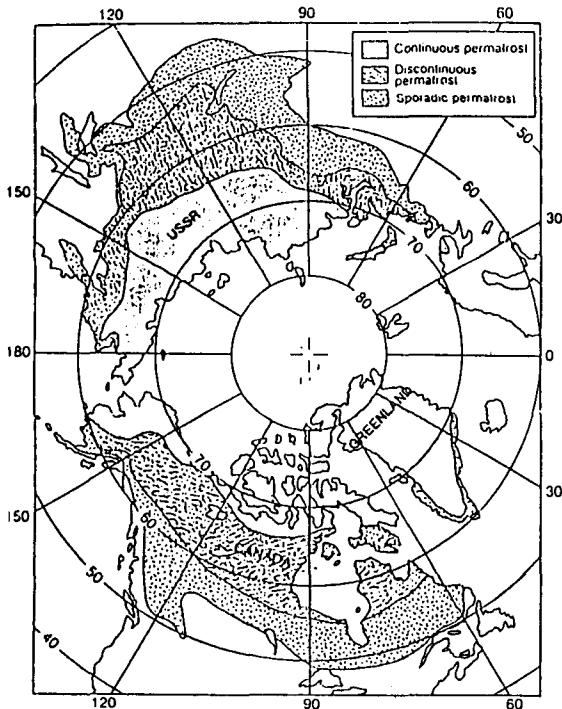 120
90
60
Continuous permafrost
Discontinuous
permafrost
Sporadic permafrost
50
150
60
30
USSR
70
80
180
0
GREENLAND
70
30
150
60
CANADA
50
40
120
90
60